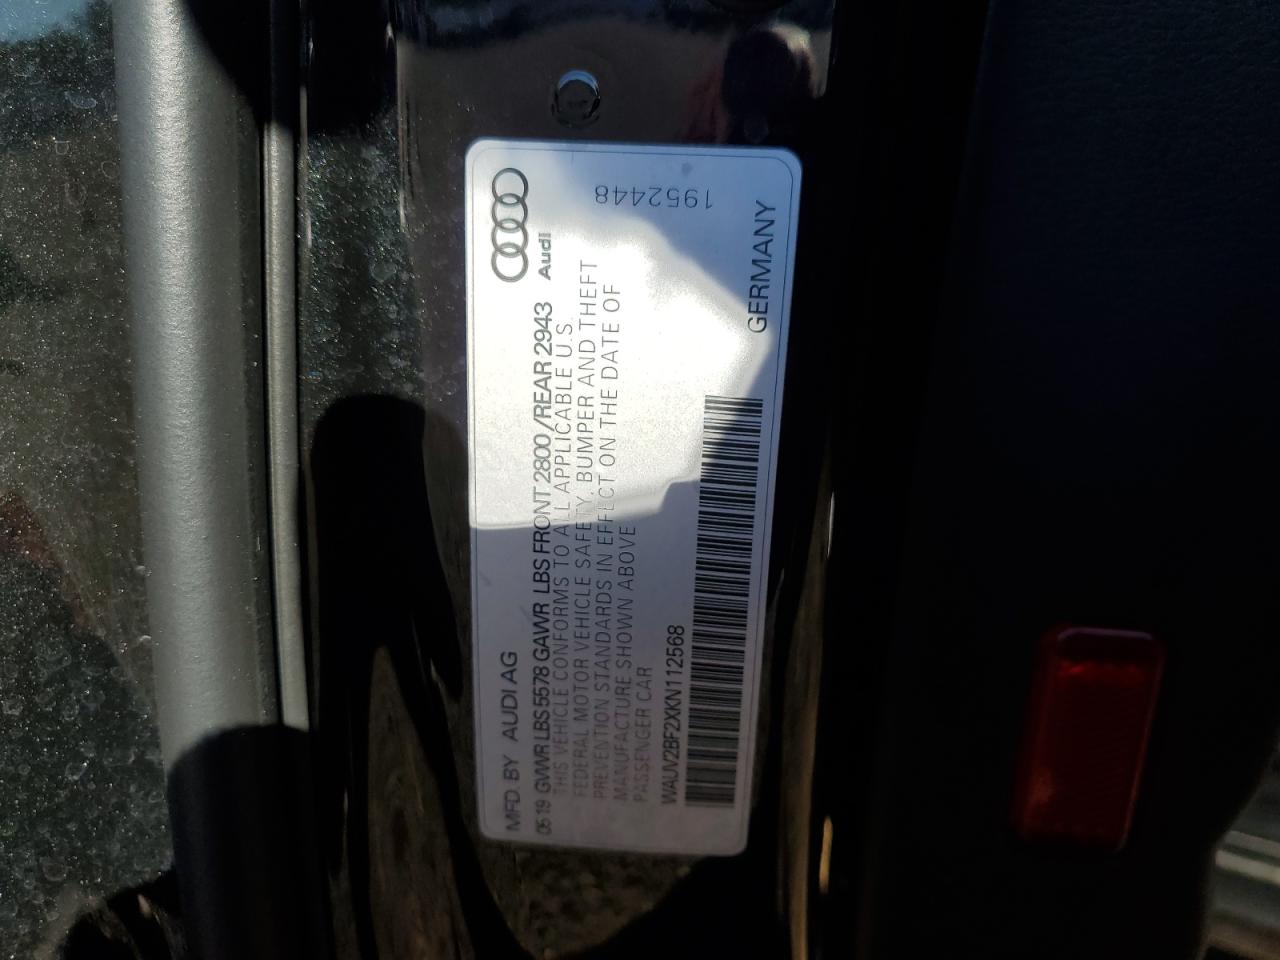 MFD. BY AUDI AG
05 19 GVWR LBS 5578 GAWR LBS FRONT 2800 /REAR 2943
Audi
THIS VEHICLE CONFORMS TO ALL APPLICABLE U.S.
FEDERAL MOTOR VEHICLE SAFETY, BUMPER AND THEFT
PREVENTION STANDARDS IN EFFECT ON THE DATE OF
MANUFACTURE SHOWN ABOVE
PASSENGER CAR
WAUV2BF2XKN112568
GERMANY
1952448